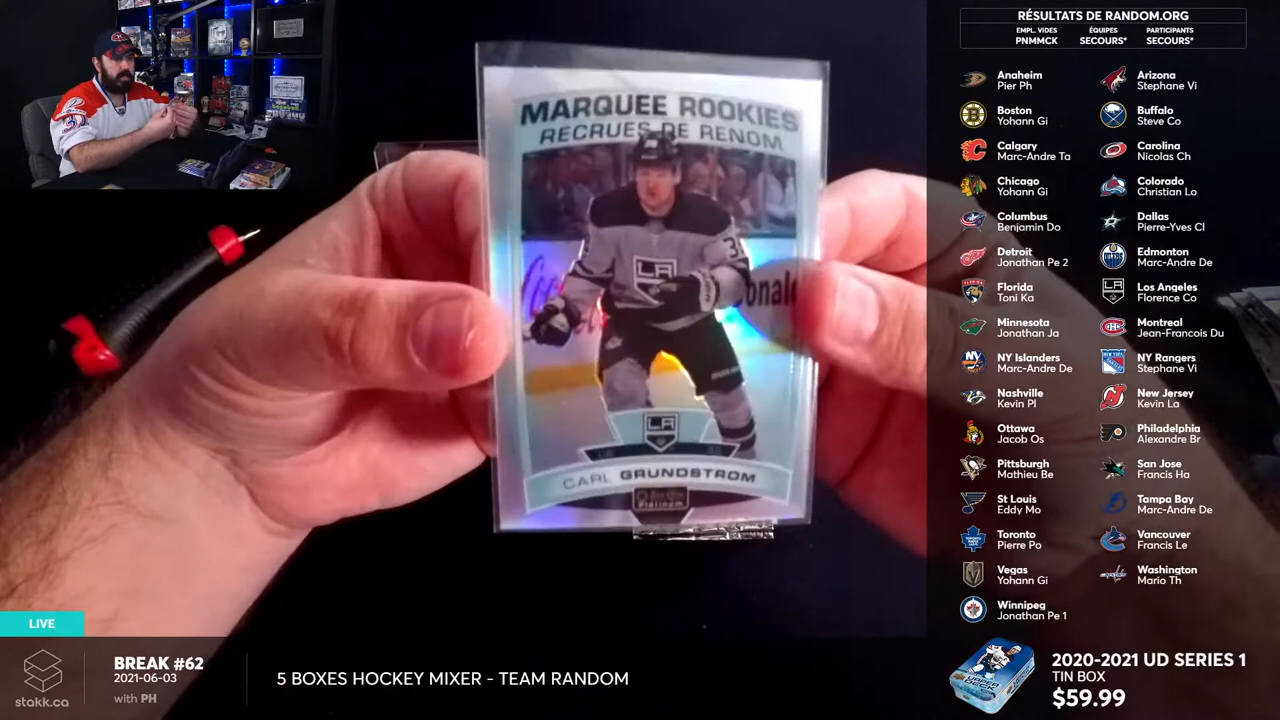 RÉSULTATS DE RANDOM.ORG
EMPL. VIDES
PNMMCK
ÉQUIPES
SECOURS*
PARTICIPANTS
SECOURS*
Anaheim
Pier Ph
Arizona
Stephane Vi
Boston
Yohann Gi
Buffalo
Steve Co
Calgary
Marc-Andre Ta
Carolina
Nicolas Ch
Chicago
Yohann Gi
Colorado
Christian Lo
Columbus
Benjamin Do
Dallas
Pierre-Yves Cl
Detroit
Jonathan Pe 2
Edmonton
Marc-Andre De
Florida
Toni Ka
Los Angeles
Florence Co
Minnesota
Jonathan Ja
Montreal
Jean-Francois Du
NY Islanders
Marc-Andre De
NY Rangers
Stephane Vi
Nashville
Kevin Pl
New Jersey
Kevin La
Ottawa
Jacob Os
Philadelphia
Alexandre Br
Pittsburgh
Mathieu Be
San Jose
Francis Ha
St Louis
Eddy Mo
Tampa Bay
Marc-Andre De
Toronto
Pierre Po
Vancouver
Francis Le
Vegas
Yohann Gi
Washington
Mario Th
Winnipeg
Jonathan Pe 1
MARQUEE ROOKIES
RECRUES DE RENOM
LA
LA
CARL GRUNDSTROM
Platinum
LIVE
stakk.ca
BREAK #62
2021-06-03
with PH
5 BOXES HOCKEY MIXER - TEAM RANDOM
2020-2021 UD SERIES 1
TIN BOX
$59.99